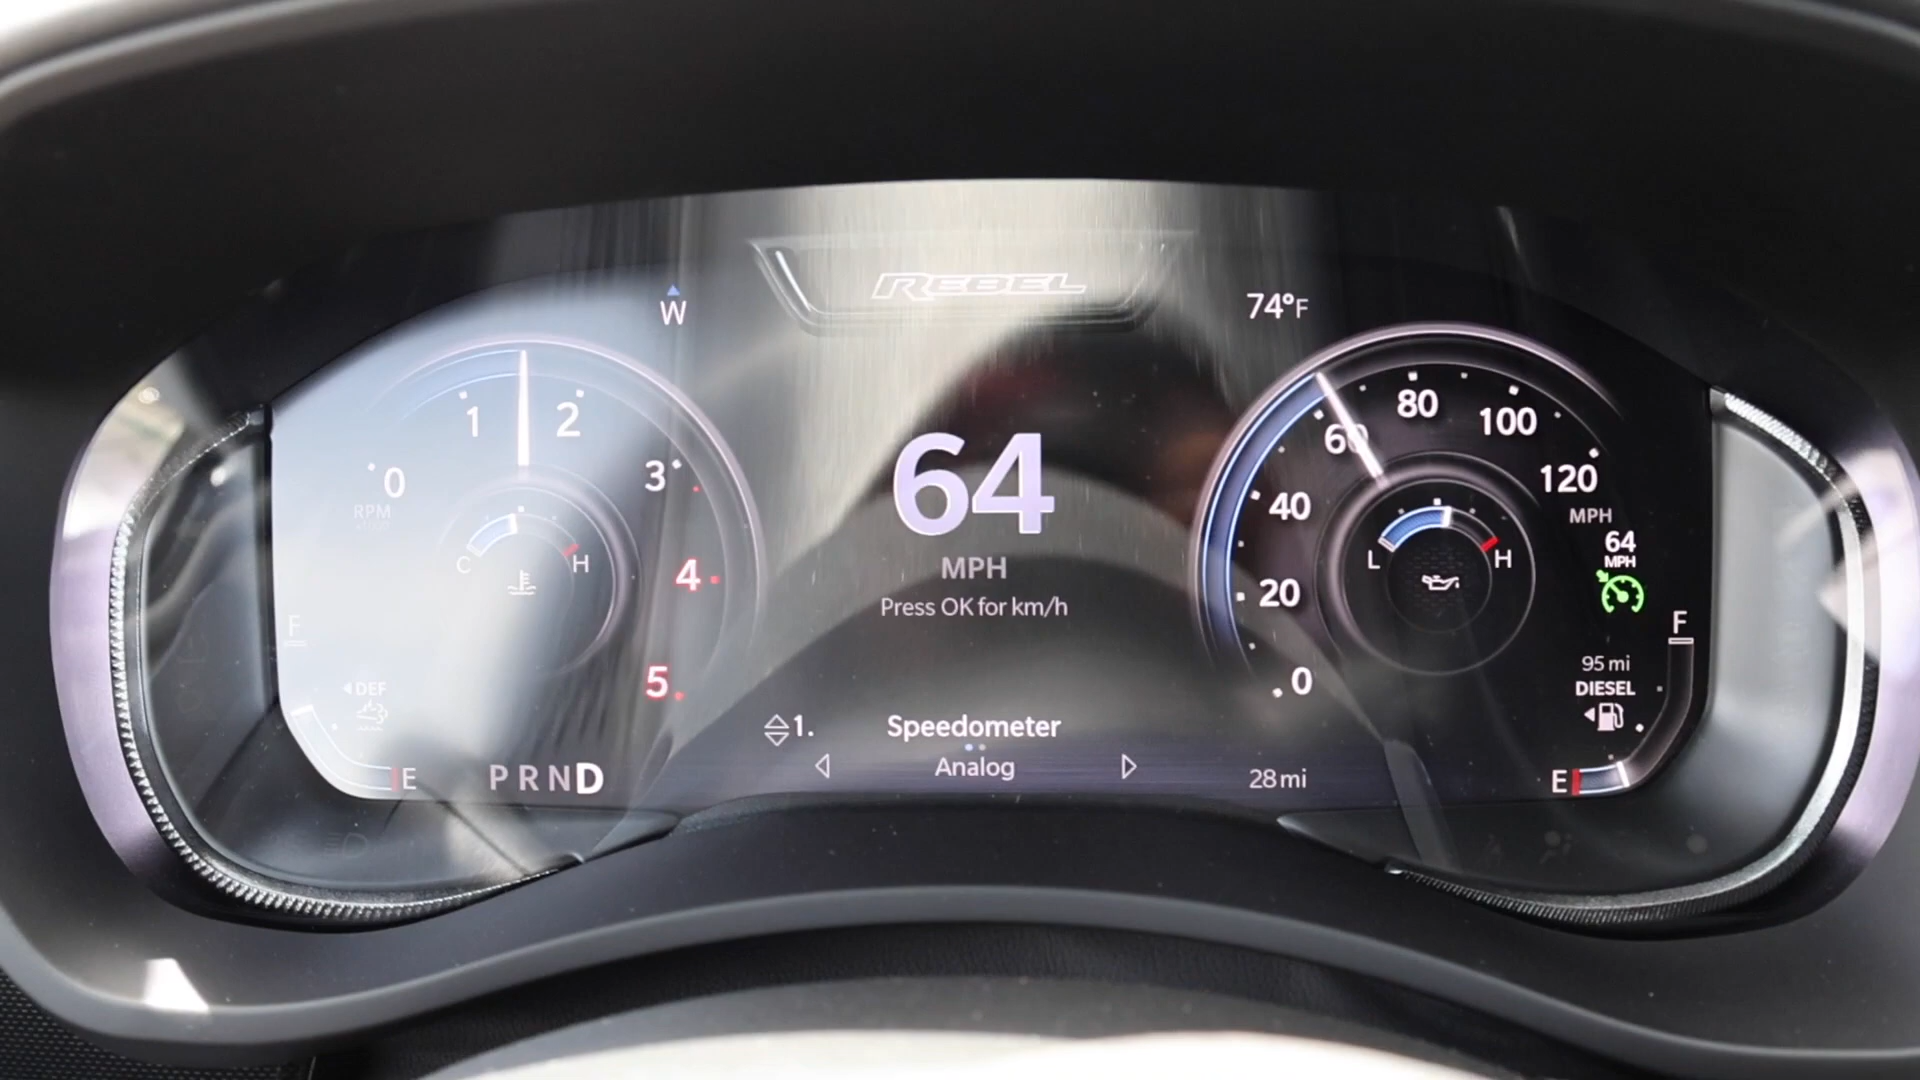 REBEL
W
74°F
0
1
2
3
4
5
RPM
C
H
64
MPH
Press OK for km/h
0
20
40
60
80
100
120
MPH
L
H
64
MPH
F
DEF
E
F
95 mi
DIESEL
E
1.
Speedometer
Analog
P R N D
28 mi